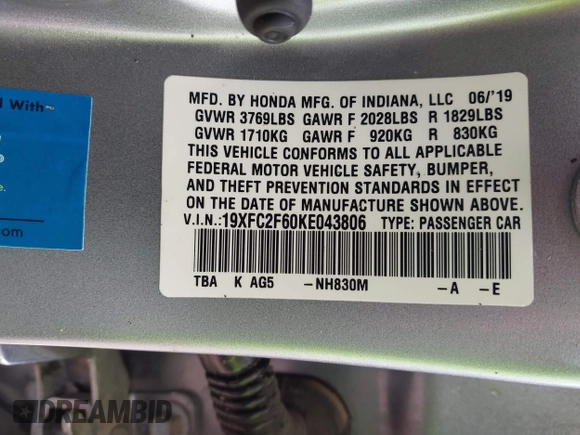 d With
com
MFD. BY HONDA MFG. OF INDIANA, LLC 06/'19
GVWR 3769LBS GAWR F 2028LBS R 1829LBS
GVWR 1710KG GAWR F 920KG R 830KG
THIS VEHICLE CONFORMS TO ALL APPLICABLE
FEDERAL MOTOR VEHICLE SAFETY, BUMPER,
AND THEFT PREVENTION STANDARDS IN EFFECT
ON THE DATE OF MANUFACTURE SHOWN ABOVE.
V.I.N.:19XFC2F60KE043806 TYPE: PASSENGER CAR
TBA K AG5 -NH830M -A -E
DREAMBID